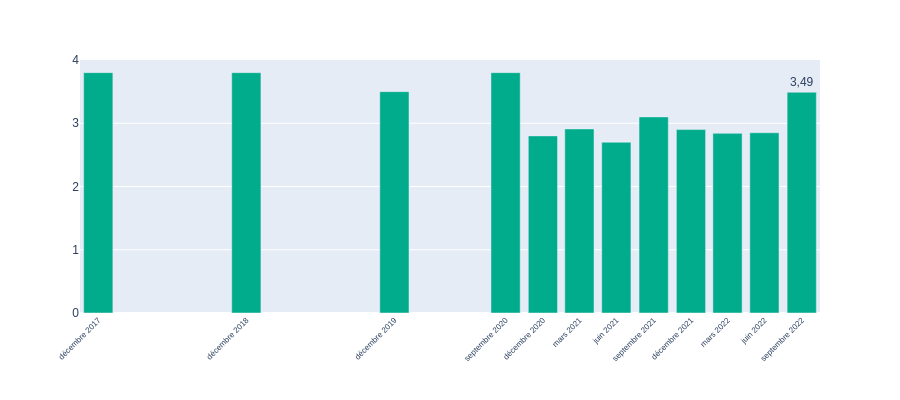 4
3
2
1
0
3,49
décembre 2017
décembre 2018
décembre 2019
septembre 2020
décembre 2020
mars 2021
juin 2021
septembre 2021
décembre 2021
mars 2022
juin 2022
septembre 2022